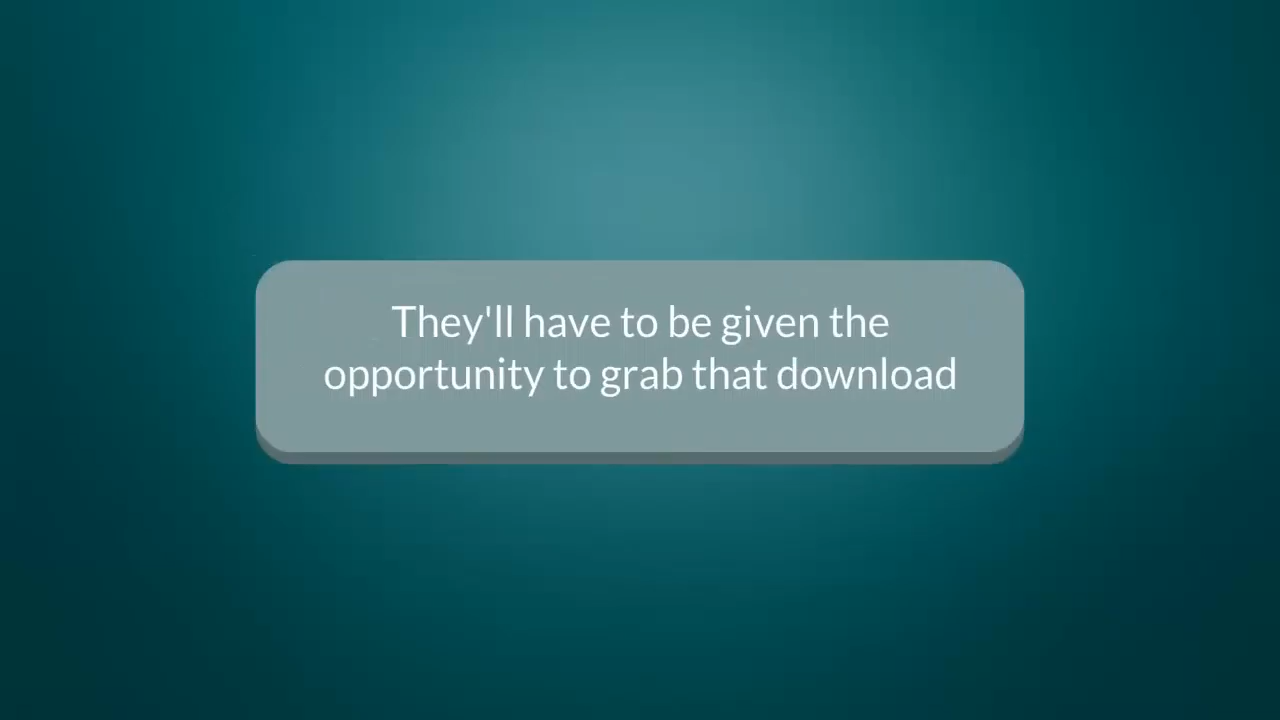 They'll have to be given the
opportunity to grab that download